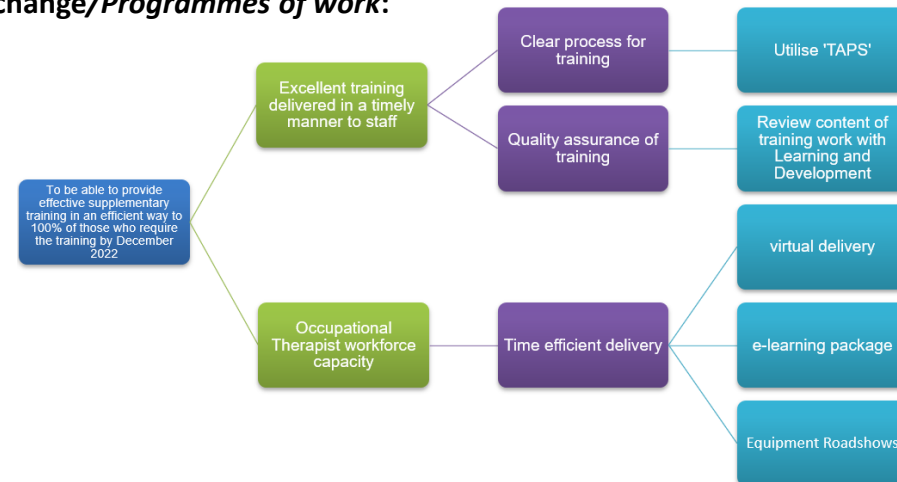 change/Programmes of work:
Clear process for
training
Utilise 'TAPS'
Excellent training
delivered in a timely
manner to staff
Quality assurance of
training
Review content of
training work with
Learning and
Development
To be able to provide
effective supplementary
training in an efficient way to
100% of those who require
the training by December
2022
virtual delivery
Occupational
Therapist workforce
capacity
Time efficient delivery
e-learning package
Equipment Roadshows